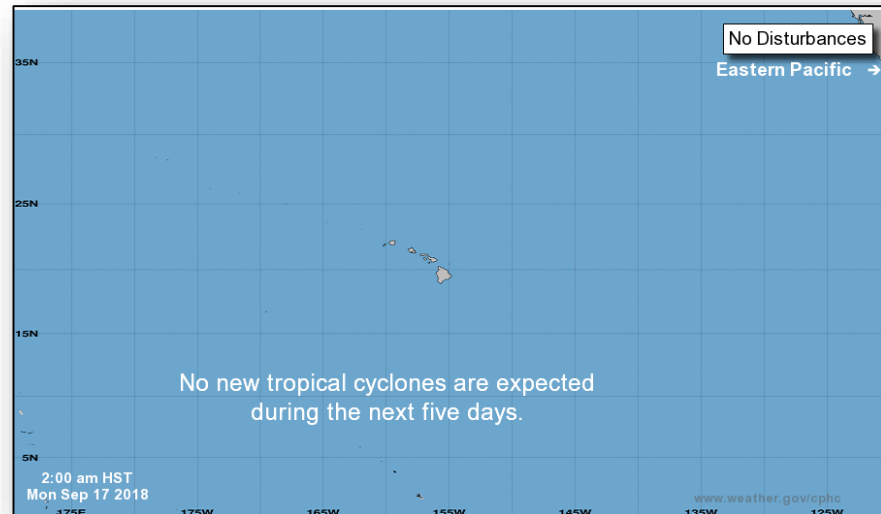 No Disturbances
Eastern Pacific →
35N
25N
15N
No new tropical cyclones are expected
during the next five days.
5N
2:00 am HST
Mon Sep 17 2018
www.weather.gov/cphc
175E 175W 165W 155W 145W 135W 125W